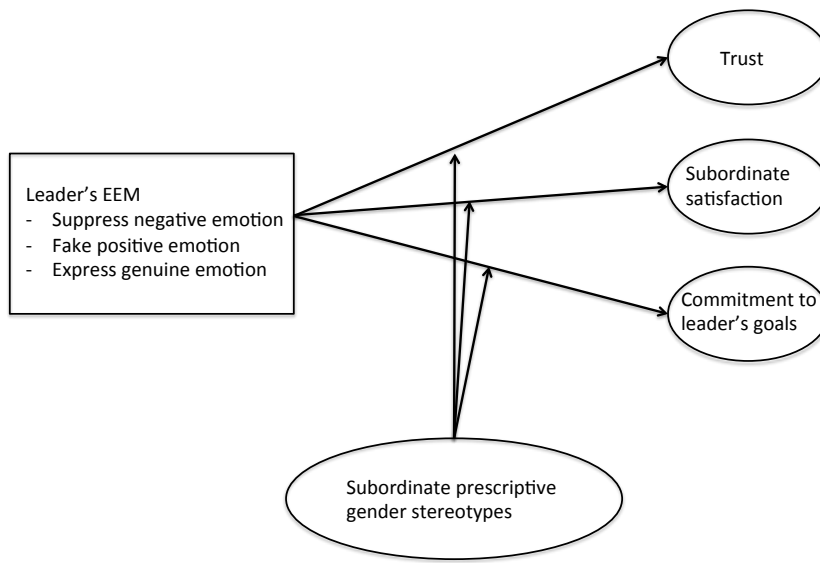 Trust
Leader's EEM
- Suppress negative emotion
- Fake positive emotion
- Express genuine emotion
Subordinate
satisfaction
Commitment to
leader's goals
Subordinate prescriptive
gender stereotypes